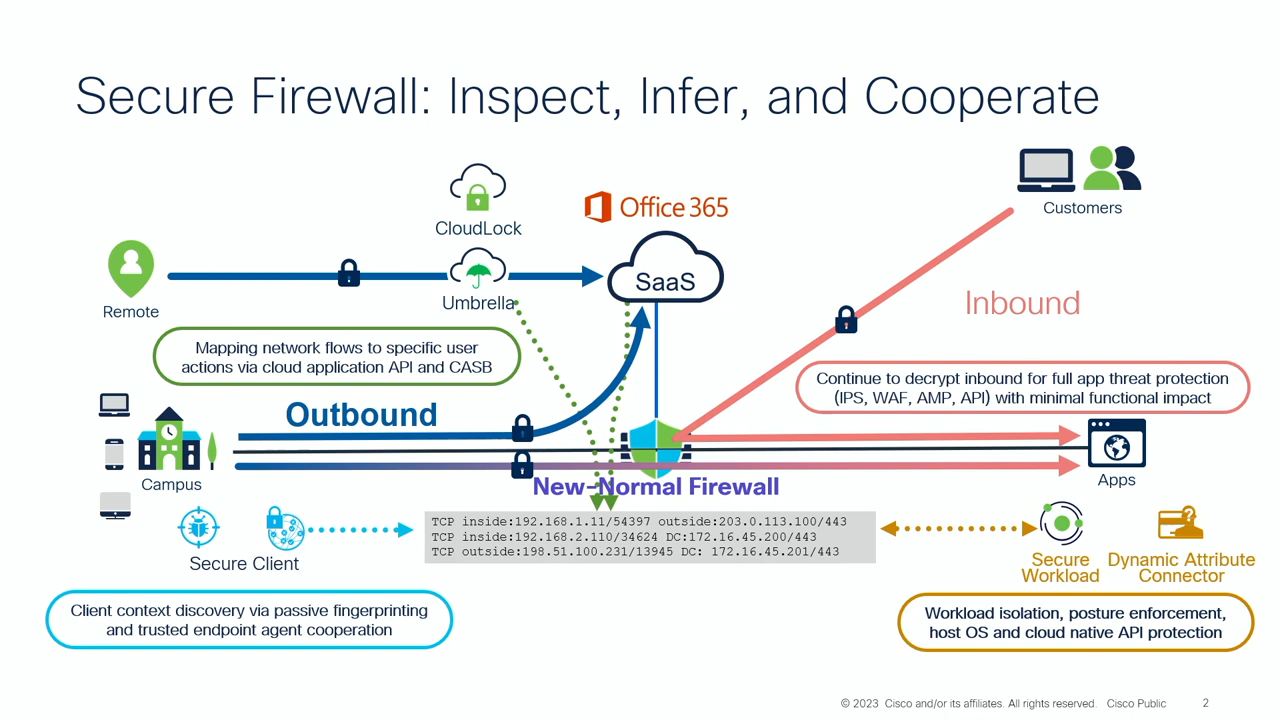 Secure Firewall: Inspect, Infer, and Cooperate
CloudLock
Office 365
Customers
Remote
Umbrella
SaaS
Inbound
Mapping network flows to specific user
actions via cloud application API and CASB
Continue to decrypt inbound for full app threat protection
(IPS, WAF, AMP, API) with minimal functional impact
Outbound
Campus
New-Normal Firewall
Apps
TCP inside:192.168.1.11/54397 outside:203.0.113.100/443
TCP inside:192.168.2.110/34624 DC:172.16.45.200/443
TCP outside:198.51.100.231/13945 DC: 172.16.45.201/443
Secure Client
Secure
Workload
Dynamic Attribute
Connector
Client context discovery via passive fingerprinting
and trusted endpoint agent cooperation
Workload isolation, posture enforcement,
host OS and cloud native API protection
© 2023 Cisco and/or its affiliates. All rights reserved. Cisco Public 2